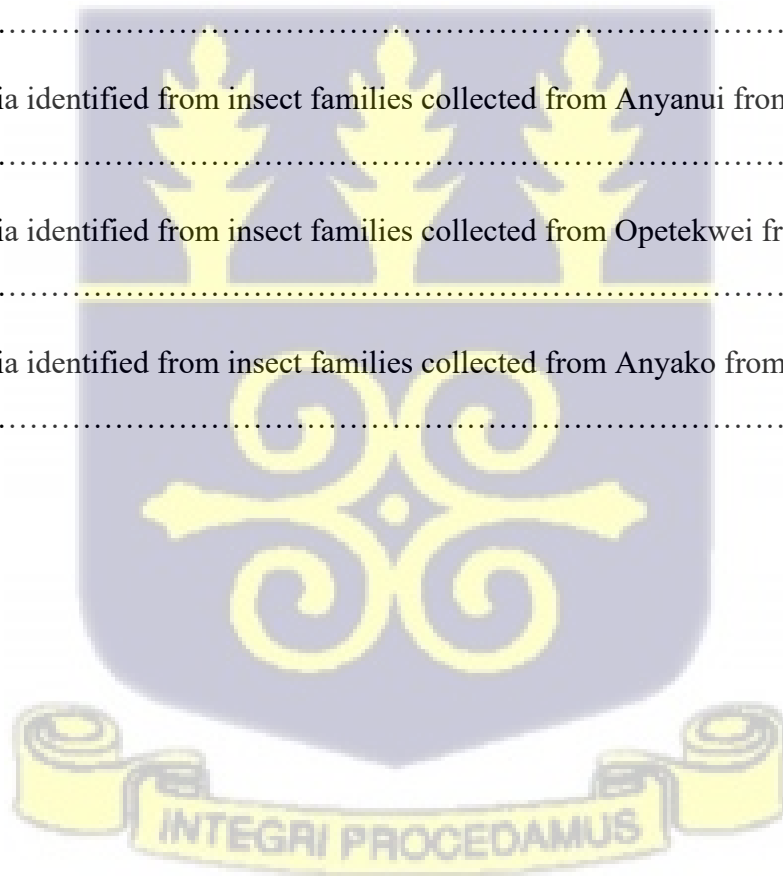 ........................................................................................................
ia identified from insect families collected from Anyanui from
........................................................................................................
ia identified from insect families collected from Opetekwei fr
........................................................................................................
ia identified from insect families collected from Anyako from
........................................................................................................
INTEGRI PROCEDAMUS